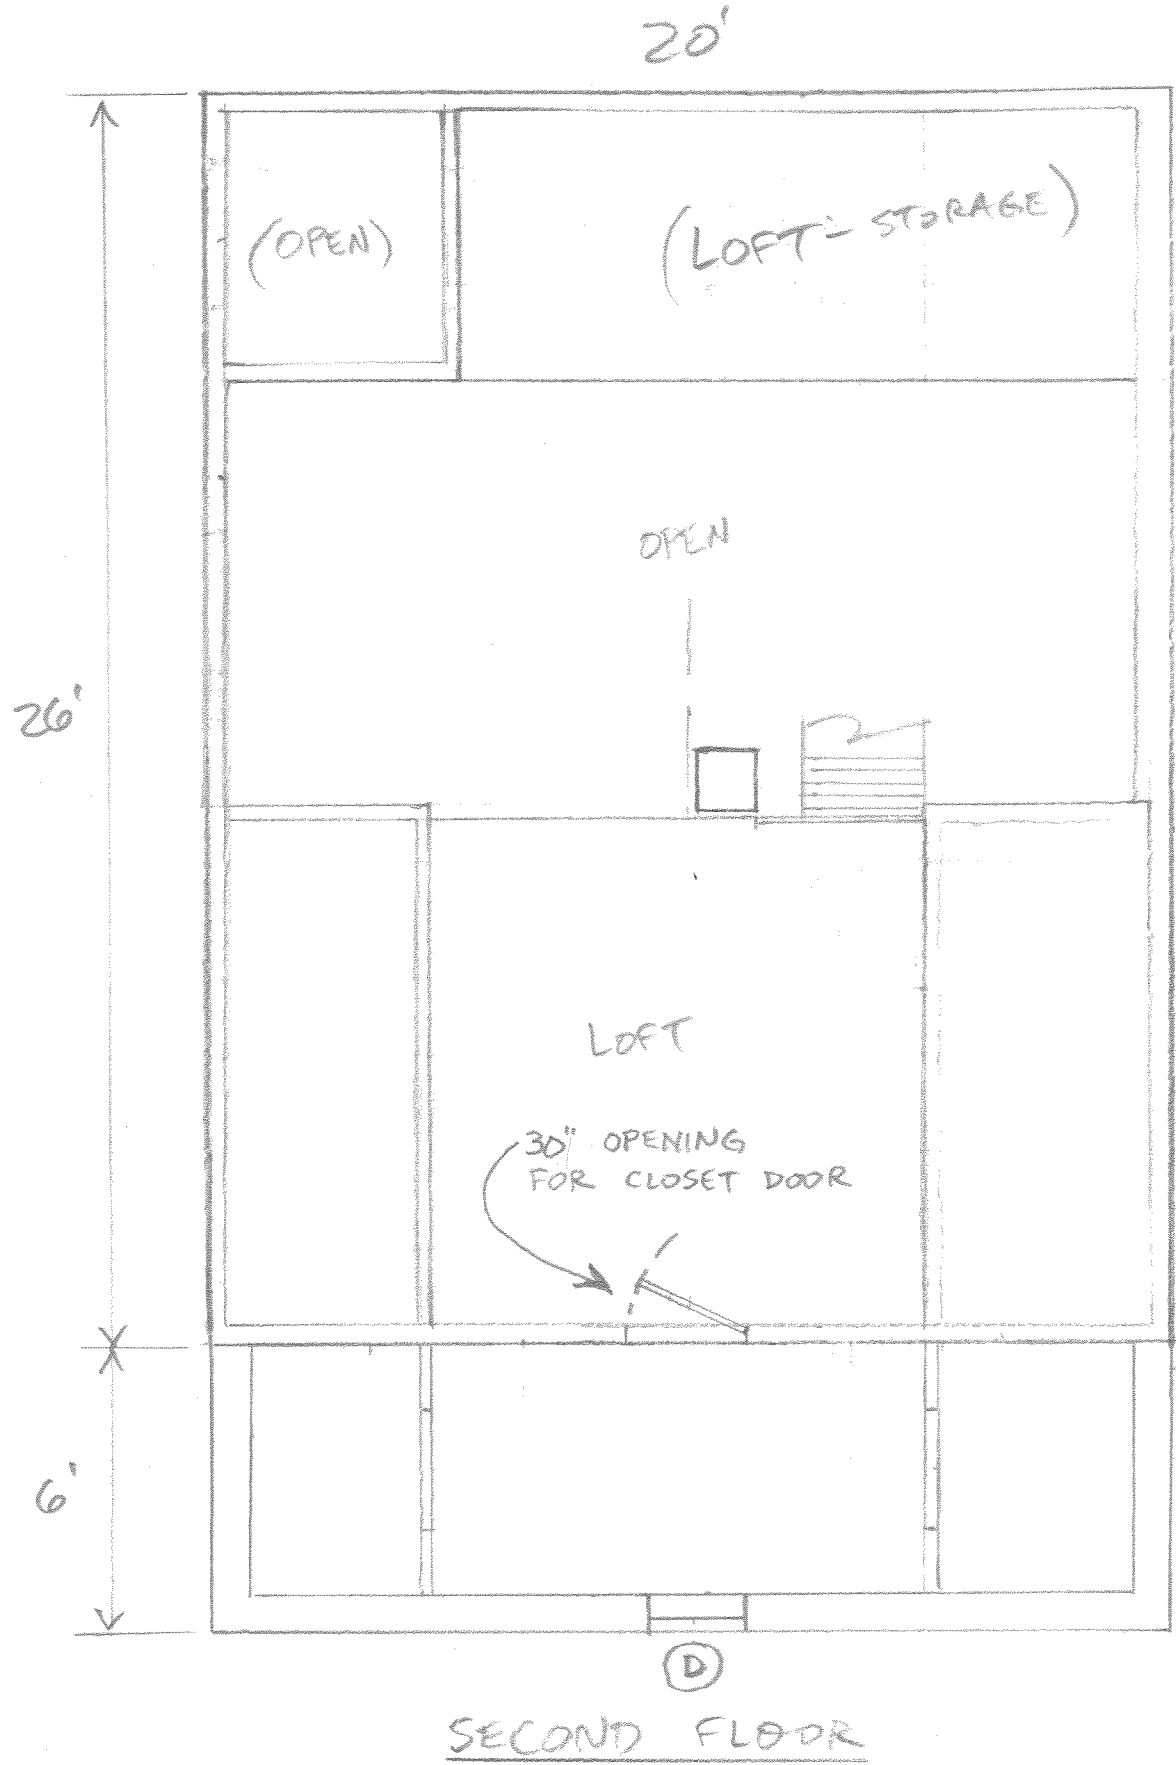 20'
(OPEN)
(LOFT - STORAGE)
OPEN
26'
LOFT
30" OPENING
FOR CLOSET DOOR
6'
D
SECOND FLOOR